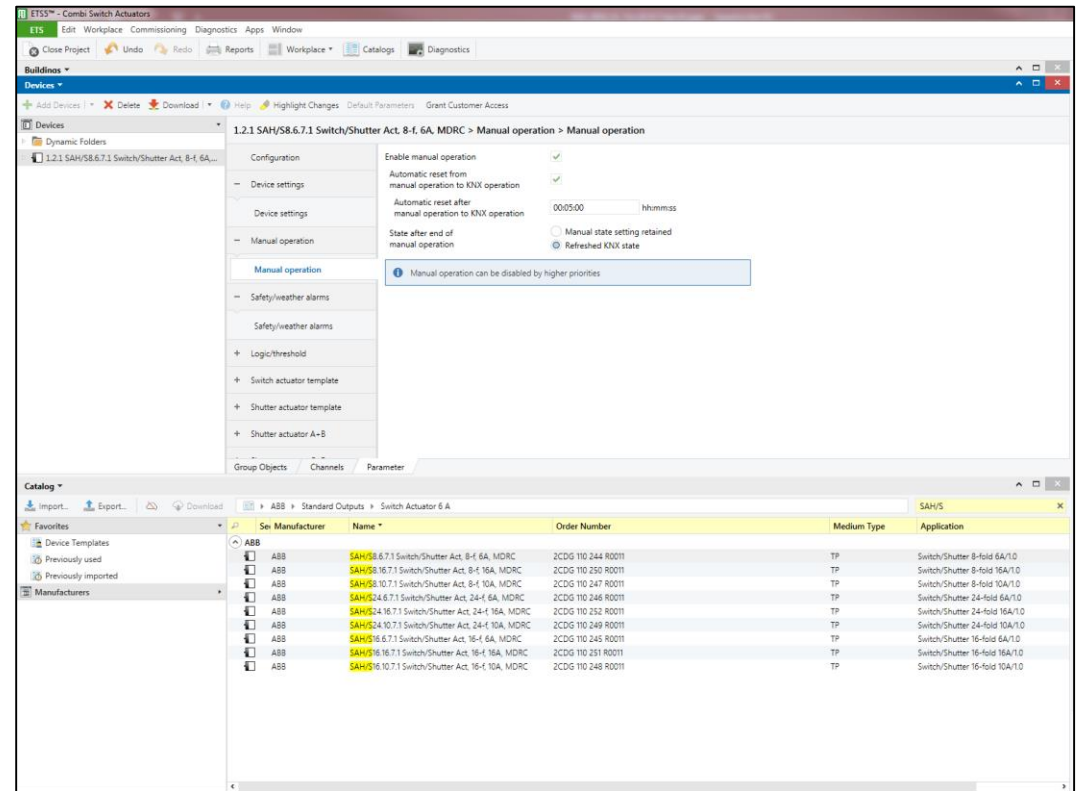 ETS5™ - Combi Switch Actuators
ETS Edit Workplace Commissioning Diagnostics Apps Window
Close Project Undo Redo Reports Workplace Catalogs Diagnostics
Buildings
Devices
Add Devices Delete Download Help Highlight Changes Default Parameters Grant Customer Access
Devices
Dynamic Folders
1.2.1 SAH/S8.6.7.1 Switch/Shutter Act, 8-f, 6A,...
1.2.1 SAH/S8.6.7.1 Switch/Shutter Act, 8-f, 6A, MDRC > Manual operation > Manual operation
Configuration
Device settings
Device settings
Manual operation
Manual operation
Safety/weather alarms
Safety/weather alarms
Logic/threshold
Switch actuator template
Shutter actuator template
Shutter actuator A+B
Enable manual operation
Automatic reset from
manual operation to KNX operation
Automatic reset after
manual operation to KNX operation
00:05:00 hh:mm:ss
State after end of
manual operation
Manual state setting retained
Refreshed KNX state
Manual operation can be disabled by higher priorities
Group Objects Channels Parameter
Catalog
Import... Export... Download ABB Standard Outputs Switch Actuator 6 A SAH/S
Favorites
Device Templates
Previously used
Previously imported
Manufacturers
Manufacturer Name Order Number Medium Type Application
ABB
ABB SAH/S8.6.7.1 Switch/Shutter Act, 8-f, 6A, MDRC 2CDG 110 244 R0011 TP Switch/Shutter 8-fold 6A/1.0
ABB SAH/S8.16.7.1 Switch/Shutter Act, 8-f, 16A, MDRC 2CDG 110 250 R0011 TP Switch/Shutter 8-fold 16A/1.0
ABB SAH/S8.10.7.1 Switch/Shutter Act, 8-f, 10A, MDRC 2CDG 110 247 R0011 TP Switch/Shutter 8-fold 10A/1.0
ABB SAH/S24.6.7.1 Switch/Shutter Act, 24-f, 6A, MDRC 2CDG 110 246 R0011 TP Switch/Shutter 24-fold 6A/1.0
ABB SAH/S24.16.7.1 Switch/Shutter Act, 24-f, 16A, MDRC 2CDG 110 252 R0011 TP Switch/Shutter 24-fold 16A/1.0
ABB SAH/S24.10.7.1 Switch/Shutter Act, 24-f, 10A, MDRC 2CDG 110 249 R0011 TP Switch/Shutter 24-fold 10A/1.0
ABB SAH/S16.6.7.1 Switch/Shutter Act, 16-f, 6A, MDRC 2CDG 110 245 R0011 TP Switch/Shutter 16-fold 6A/1.0
ABB SAH/S16.16.7.1 Switch/Shutter Act, 16-f, 16A, MDRC 2CDG 110 251 R0011 TP Switch/Shutter 16-fold 16A/1.0
ABB SAH/S16.10.7.1 Switch/Shutter Act, 16-f, 10A, MDRC 2CDG 110 248 R0011 TP Switch/Shutter 16-fold 10A/1.0